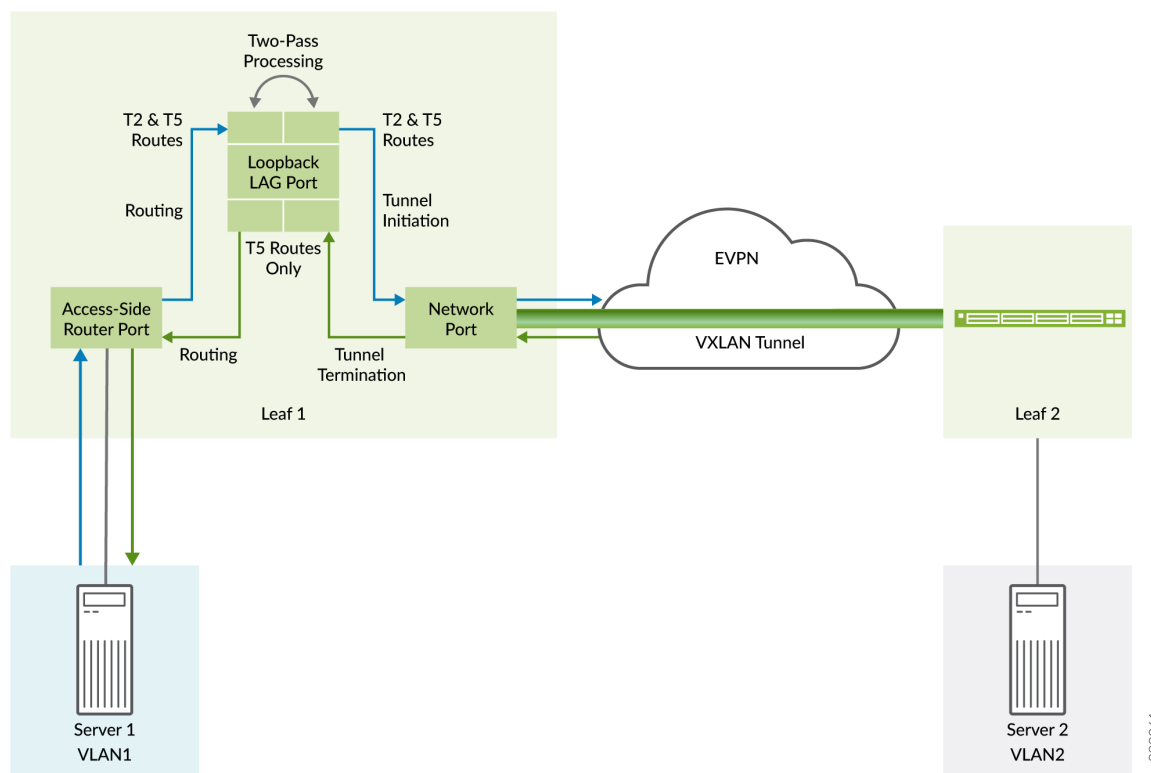 Two-Pass
Processing
T2 & T5
Routes
T2 & T5
Routes
Loopback
LAG Port
Routing
Tunnel
Initiation
T5 Routes
Only
EVPN
Access-Side
Router Port
Network
Port
VXLAN Tunnel
Routing
Tunnel
Termination
Leaf 1
Leaf 2
Server 1
VLAN1
Server 2
VLAN2